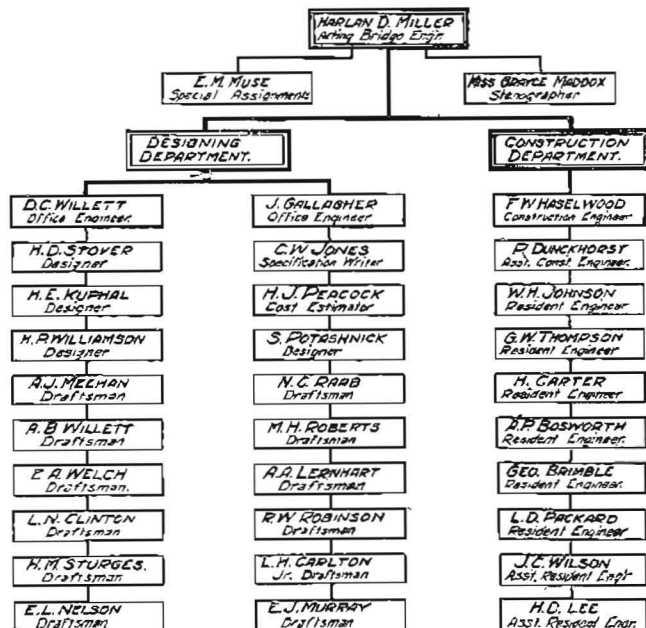 HARLAN D. MILLER
Acting Bridge Engr.
E. M. MUSE
Special Assignments
MISS GRAYCE MADDOX
Stenographer
DESIGNING
DEPARTMENT.
CONSTRUCTION
DEPARTMENT.
D.C. WILLETT
Office Engineer
H. D. STOVER
Designer
H. E. KUPHAL
Designer
H. P. WILLIAMSON
Designer
A. J. MEEHAN
Draftsman
A. B WILLETT
Draftsman
A. WELCH
Draftsman.
L. N. CLINTON
Draftsman
H. M. STURGES.
Draftsman
E. L. NELSON
Draftsman
J. GALLAGHER
Office Engineer
C. W JONES
Specification Writer
H. J. PEACOCK
Cost Estimator
S. POTASHNICK
Designer
N. C. RAAB
Draftsman
M. H. ROBERTS
Draftsman
A. A. LERNHART
Draftsman
R. W ROBINSON
Draftsman
L. H. CARLTON
Jr. Draftsman
E. J. MURRAY
Draftsman
F W HASELWOOD
Construction Engineer
DUNCKHORST
Asst. Const. Engineer.
W. H. JOHNSON
Resident Engineer
G. W. THOMPSON
Resident Engineer
H. CARTER
Resident Engineer
A. P. BOSWORTH
Resident Engineer.
GEO. BRIMBLE
Resident Engineer.
L. D. PACKARD
Resident Engineer
J. C. WILSON
Asst. Resident Engr
H. C. LEE
Asst. Resident Engr.